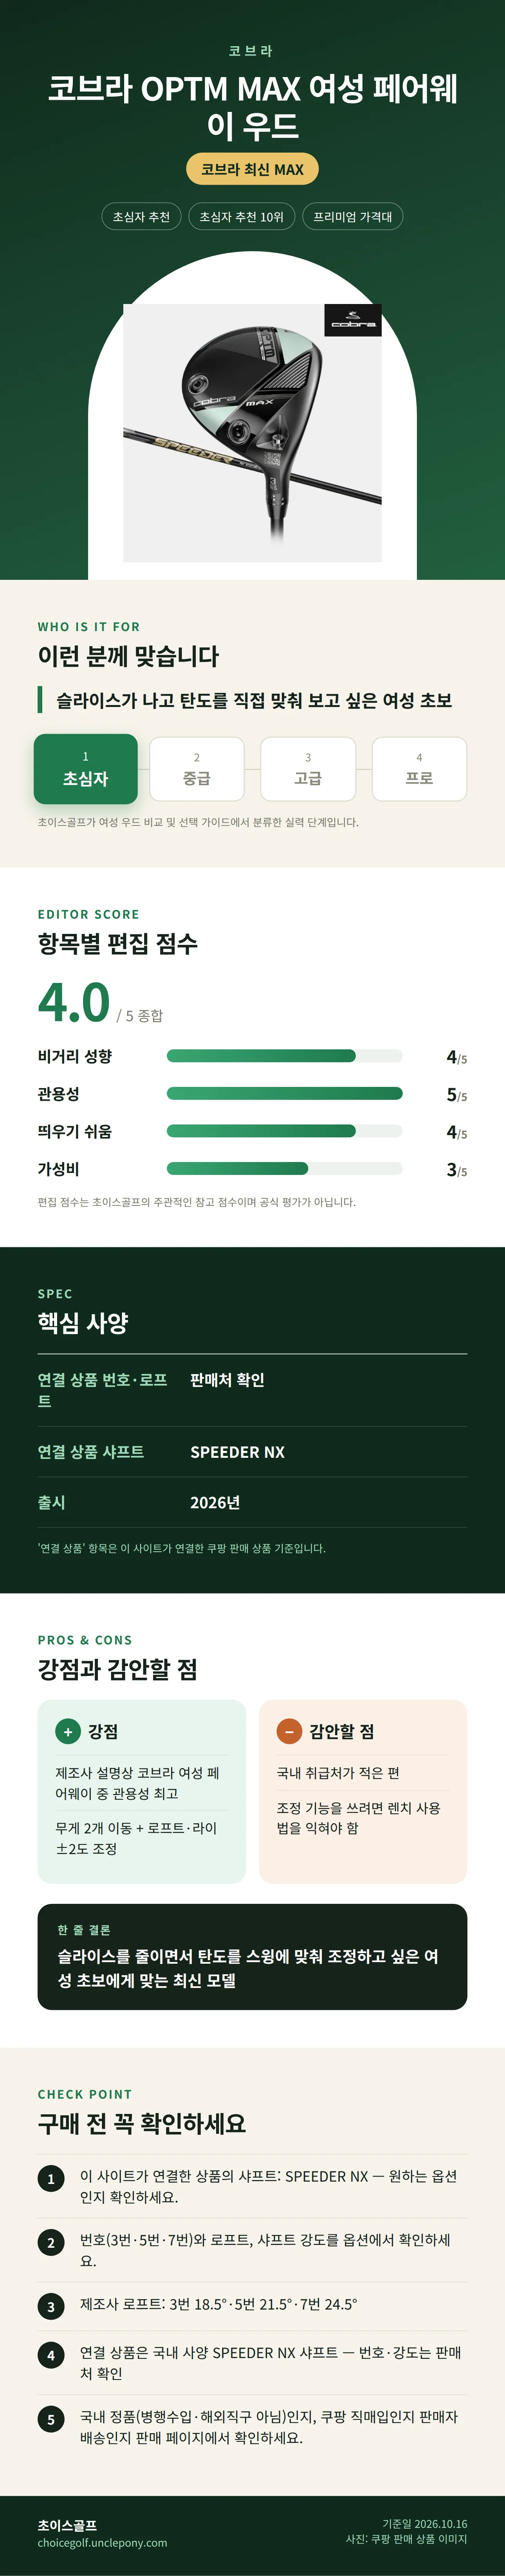 코브라
코브라 OPTM MAX 여성 페어웨
이 우드
코브라 최신 MAX
초심자 추천
초심자 추천 10위
프리미엄 가격대
cobra
cobra
MAX
SPEEDER
WHO IS IT FOR
이런 분께 맞습니다
슬라이스가 나고 탄도를 직접 맞춰 보고 싶은 여성 초보
1
초심자
2
중급
3
고급
4
프로
초이스골프가 여성 우드 비교 및 선택 가이드에서 분류한 실력 단계입니다.
EDITOR SCORE
항목별 편집 점수
4.0 / 5 종합
비거리 성향 4/5
관용성 5/5
띄우기 쉬움 4/5
가성비 3/5
편집 점수는 초이스골프의 주관적인 참고 점수이며 공식 평가가 아닙니다.
SPEC
핵심 사양
연결 상품 번호·로프
트
판매처 확인
연결 상품 샤프트 SPEEDER NX
출시 2026년
'연결 상품' 항목은 이 사이트가 연결한 쿠팡 판매 상품 기준입니다.
PROS & CONS
강점과 감안할 점
+ 강점
제조사 설명상 코브라 여성 페
어웨이 중 관용성 최고
무게 2개 이동 + 로프트·라이
±2도 조정
− 감안할 점
국내 취급처가 적은 편
조정 기능을 쓰려면 렌치 사용
법을 익혀야 함
한 줄 결론
슬라이스를 줄이면서 탄도를 스윙에 맞춰 조정하고 싶은 여
성 초보에게 맞는 최신 모델
CHECK POINT
구매 전 꼭 확인하세요
1 이 사이트가 연결한 상품의 샤프트: SPEEDER NX — 원하는 옵션
인지 확인하세요.
2 번호(3번·5번·7번)와 로프트, 샤프트 강도를 옵션에서 확인하세
요.
3 제조사 로프트: 3번 18.5°·5번 21.5°·7번 24.5°
4 연결 상품은 국내 사양 SPEEDER NX 샤프트 — 번호·강도는 판매
처 확인
5 국내 정품(병행수입·해외직구 아님)인지, 쿠팡 직매입인지 판매자
배송인지 판매 페이지에서 확인하세요.
초이스골프
choicegolf.unclepony.com
기준일 2026.10.16
사진: 쿠팡 판매 상품 이미지